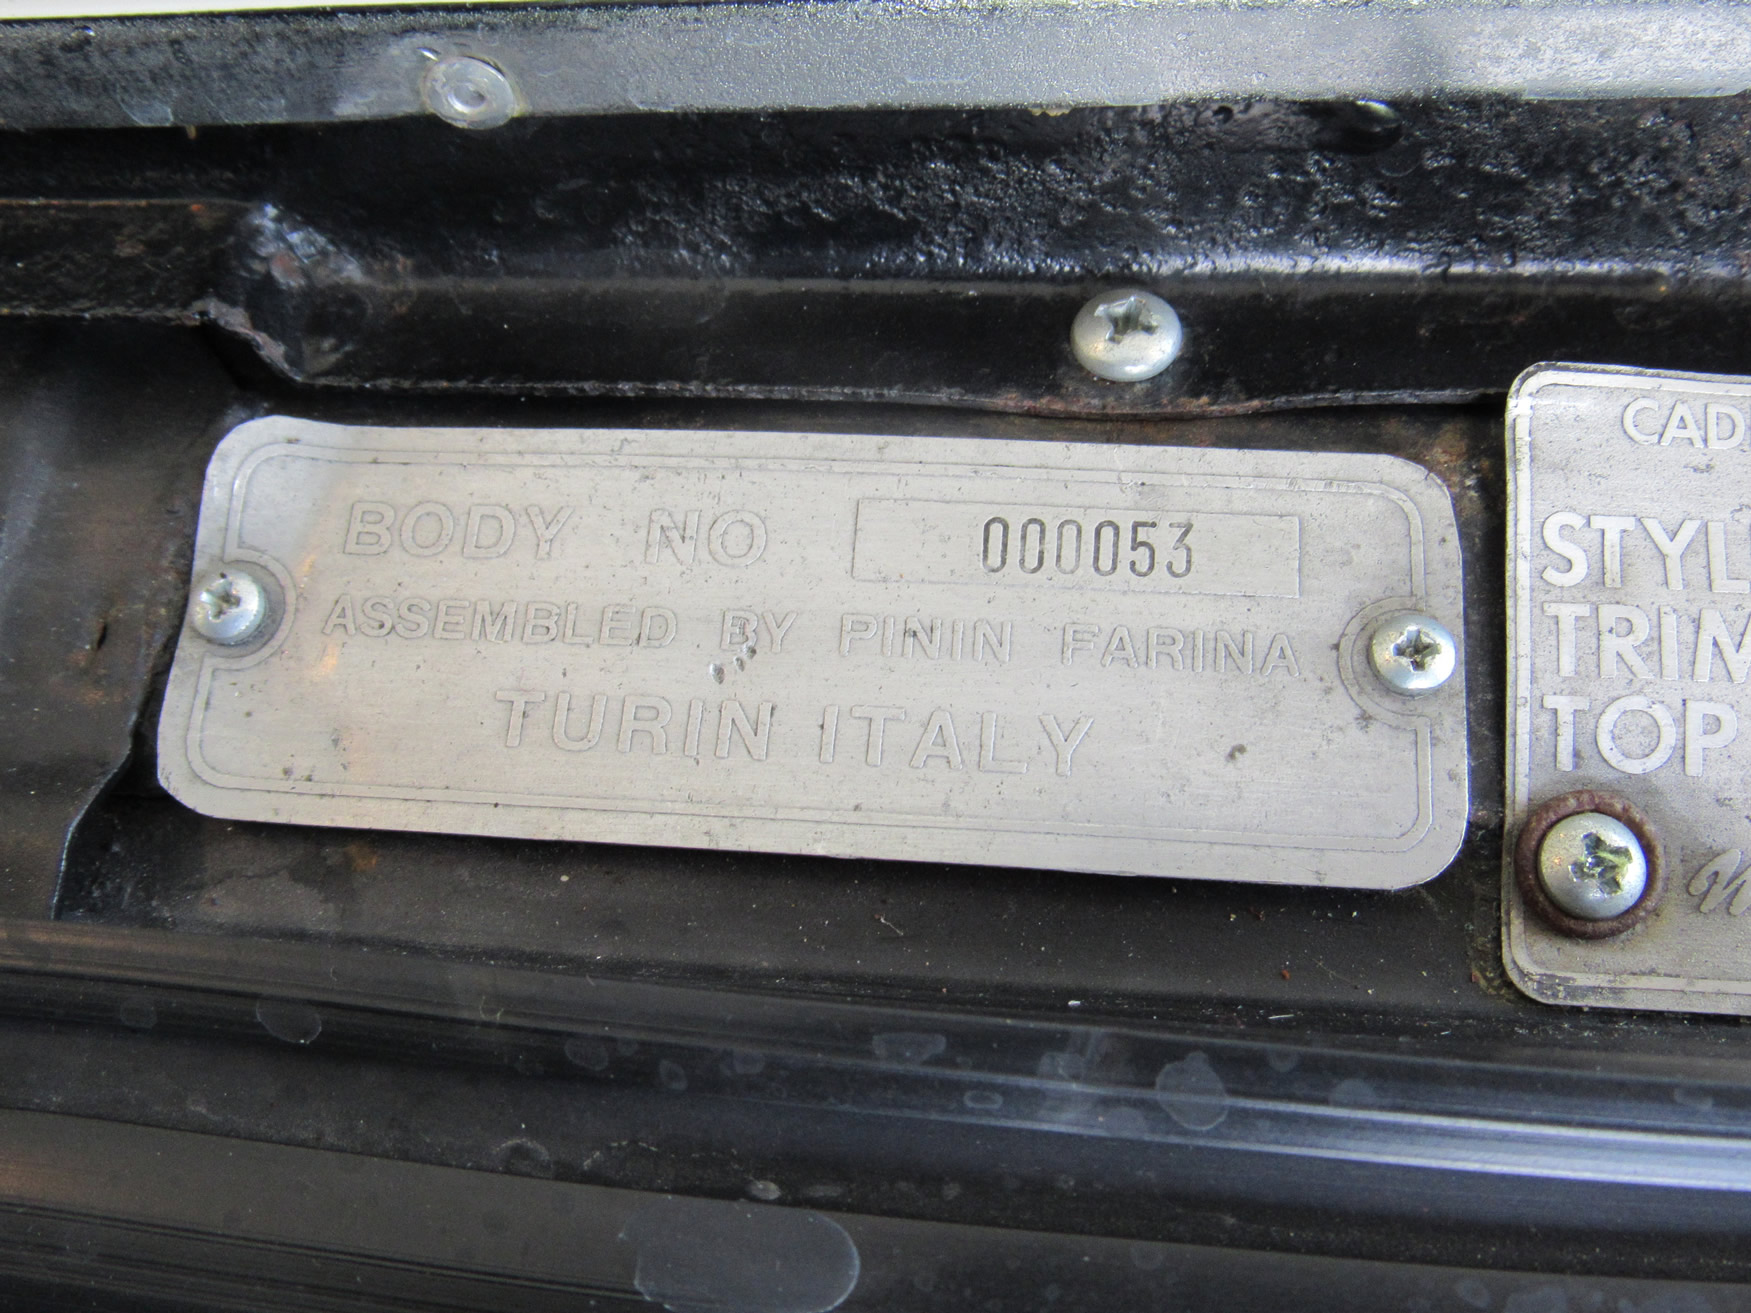 BODY NO 000053
ASSEMBLED BY PININ FARINA
TURIN ITALY
CAD
STYL
TRIM
TOP